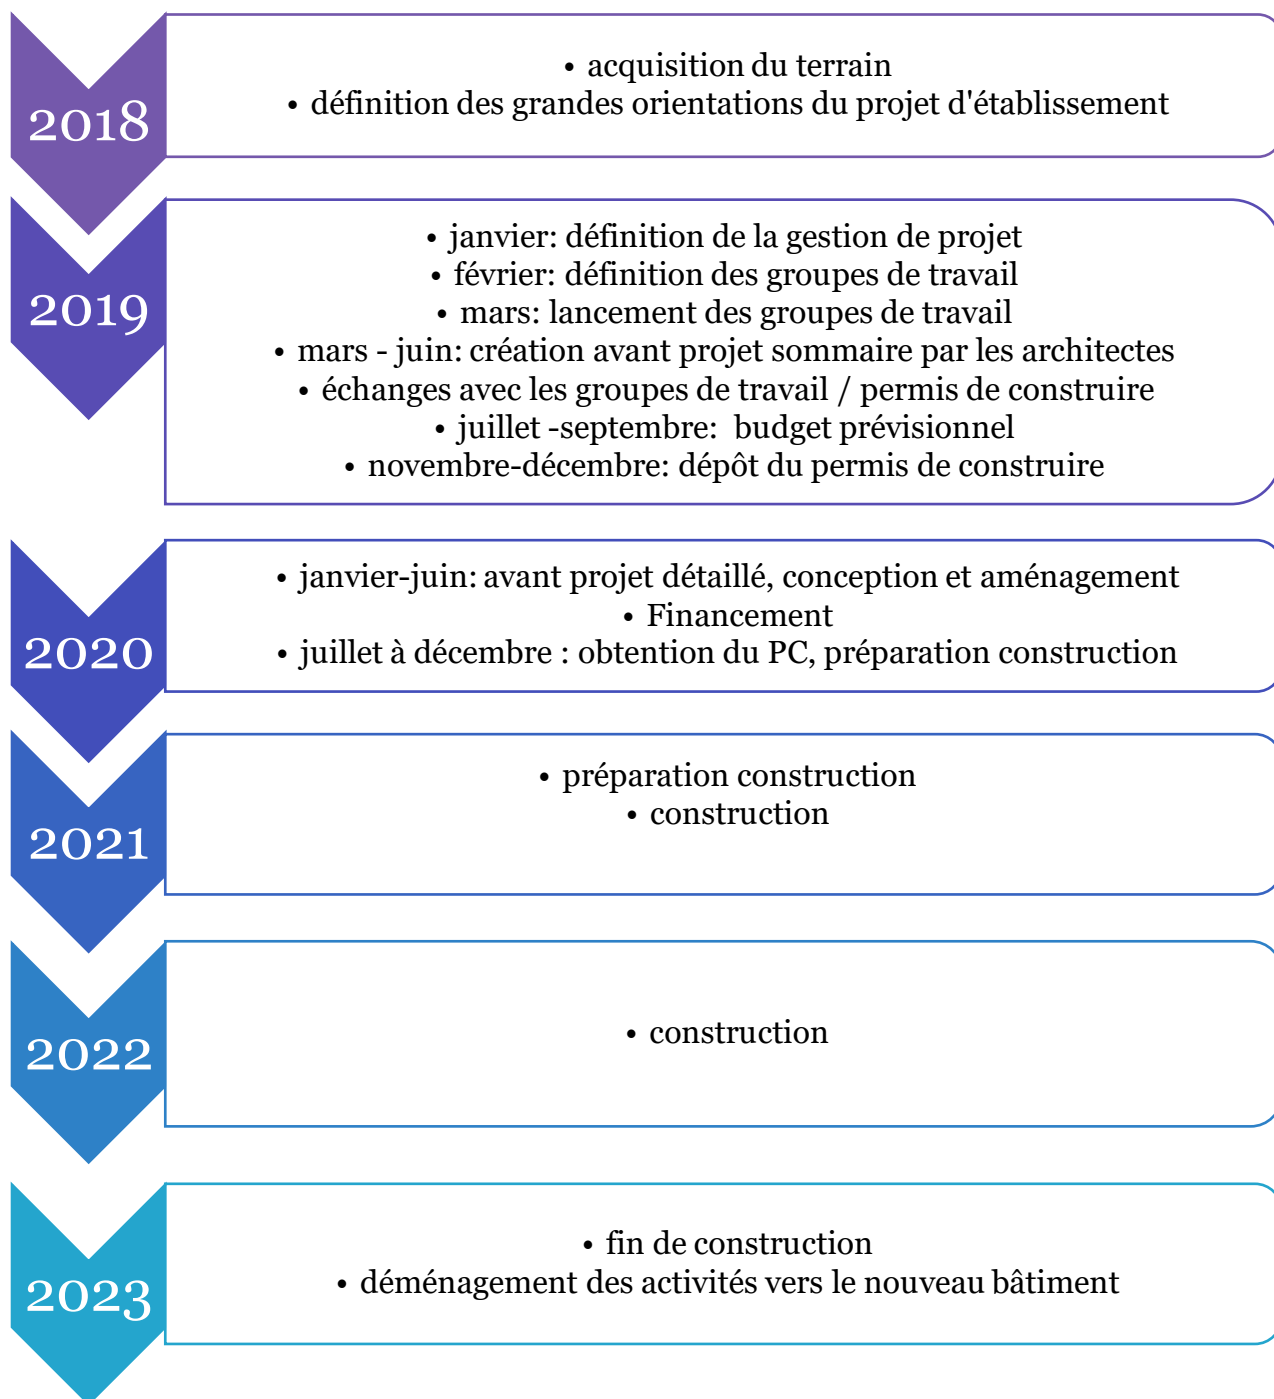 2018
• acquisition du terrain
• définition des grandes orientations du projet d'établissement
2019
• janvier: définition de la gestion de projet
• février: définition des groupes de travail
• mars: lancement des groupes de travail
• mars - juin: création avant projet sommaire par les architectes
• échanges avec les groupes de travail / permis de construire
• juillet -septembre:  budget prévisionnel
• novembre-décembre: dépôt du permis de construire
2020
• janvier-juin: avant projet détaillé, conception et aménagement
• Financement
• juillet à décembre : obtention du PC, préparation construction
2021
• préparation construction
• construction
2022
• construction
2023
• fin de construction
• déménagement des activités vers le nouveau bâtiment